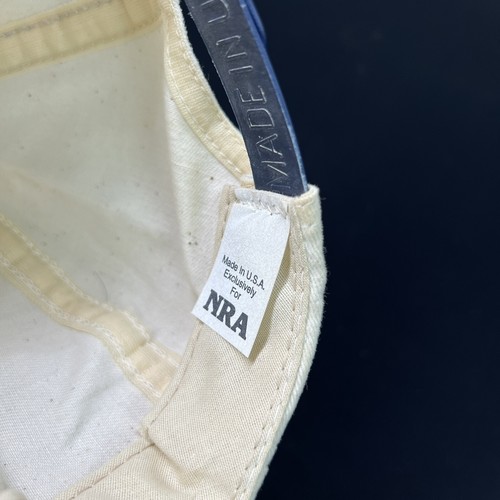 MADE IN U
Made In U.S.A.
Exclusively
For
NRA